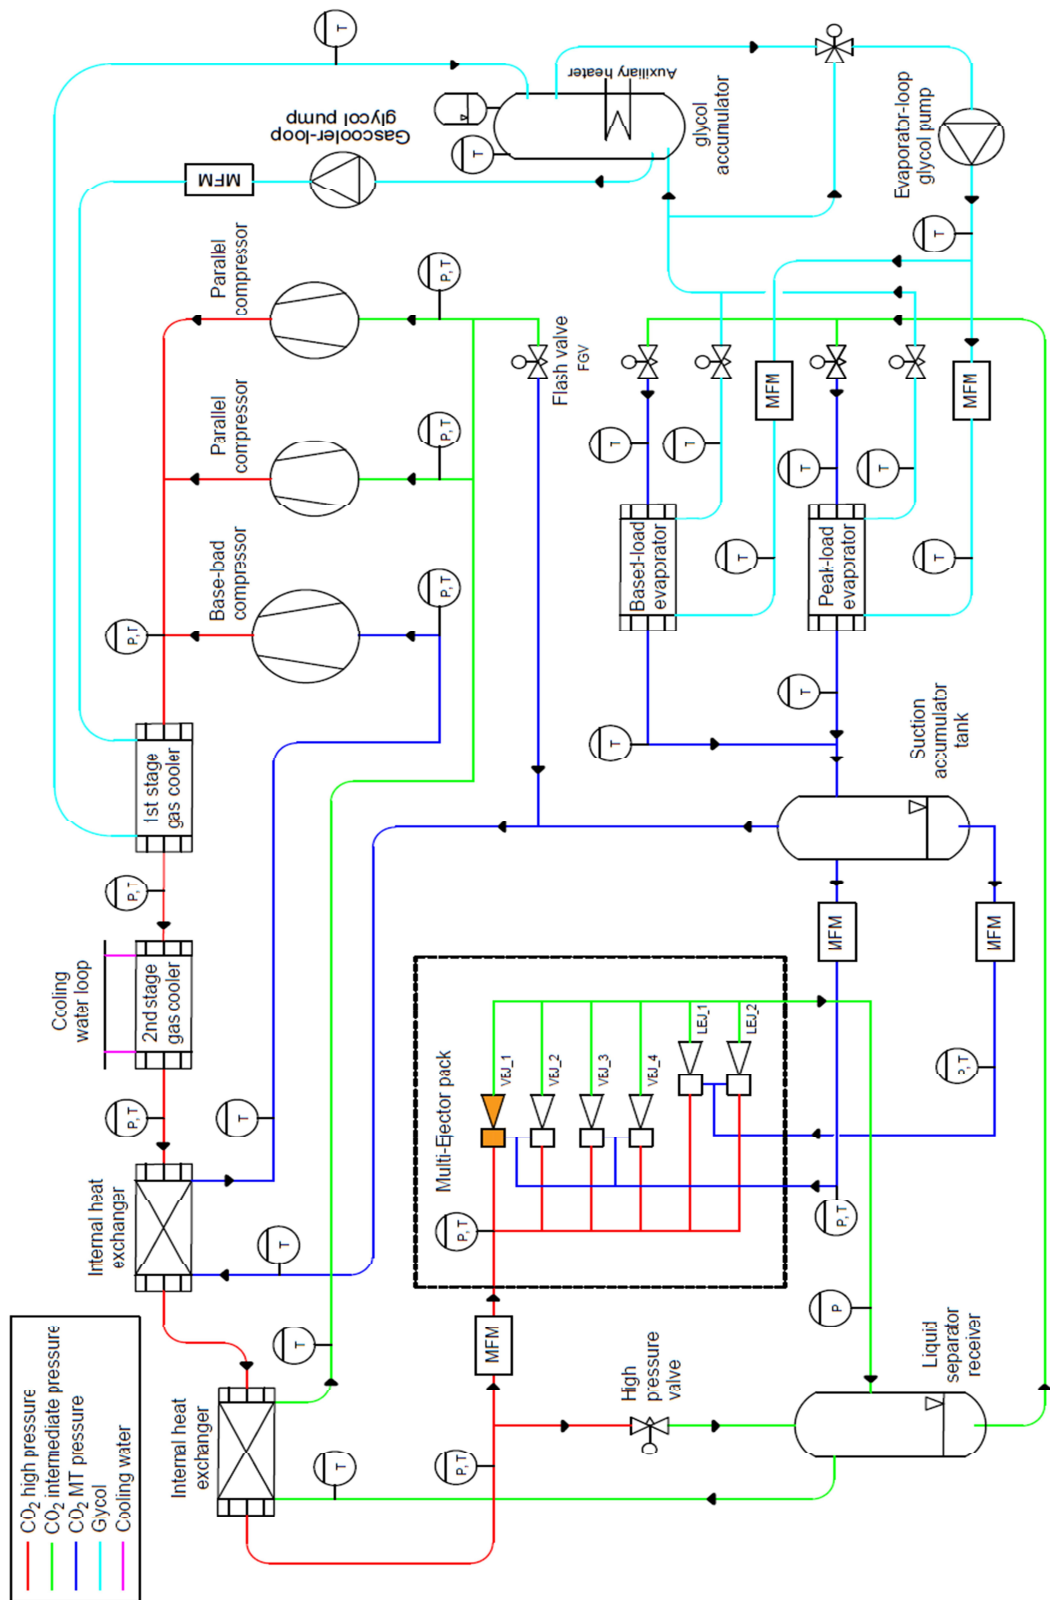 CO₂ high pressure
CO₂ intermediate pressure
CO₂ MT pressure
Gycol
Cooling water
Cooling
water loop
Internal heat
exchanger
P,T
2nd stage
gas cooler
P,T
1st stage
gas cooler
P,T
Base-load
compressor
Parallel
compressor
Parallel
compressor
MFM
Gascooler-loop
glycol pump
T
Internal heat
exchanger
T
T
T
T
P,T
P,T
P,T
T
P,T
MFM
P,T
Multi-Ejector pack
VEJ_1
VEJ_2
VEJ_3
VEJ_4
LEJ_1
LEJ_2
Flash valve
FGV
Auxiliary heater
glycol
accumulator
High
pressure
valve
T
T
T
Based-load
evaporator
T
MFM
P
P,T
MFM
T
T
Peak-load
evaporator
T
T
MFM
T
Evaporator-loop
glycol pump
Liquid
separator
receiver
P,T
MFM
Suction
accumulator
tank